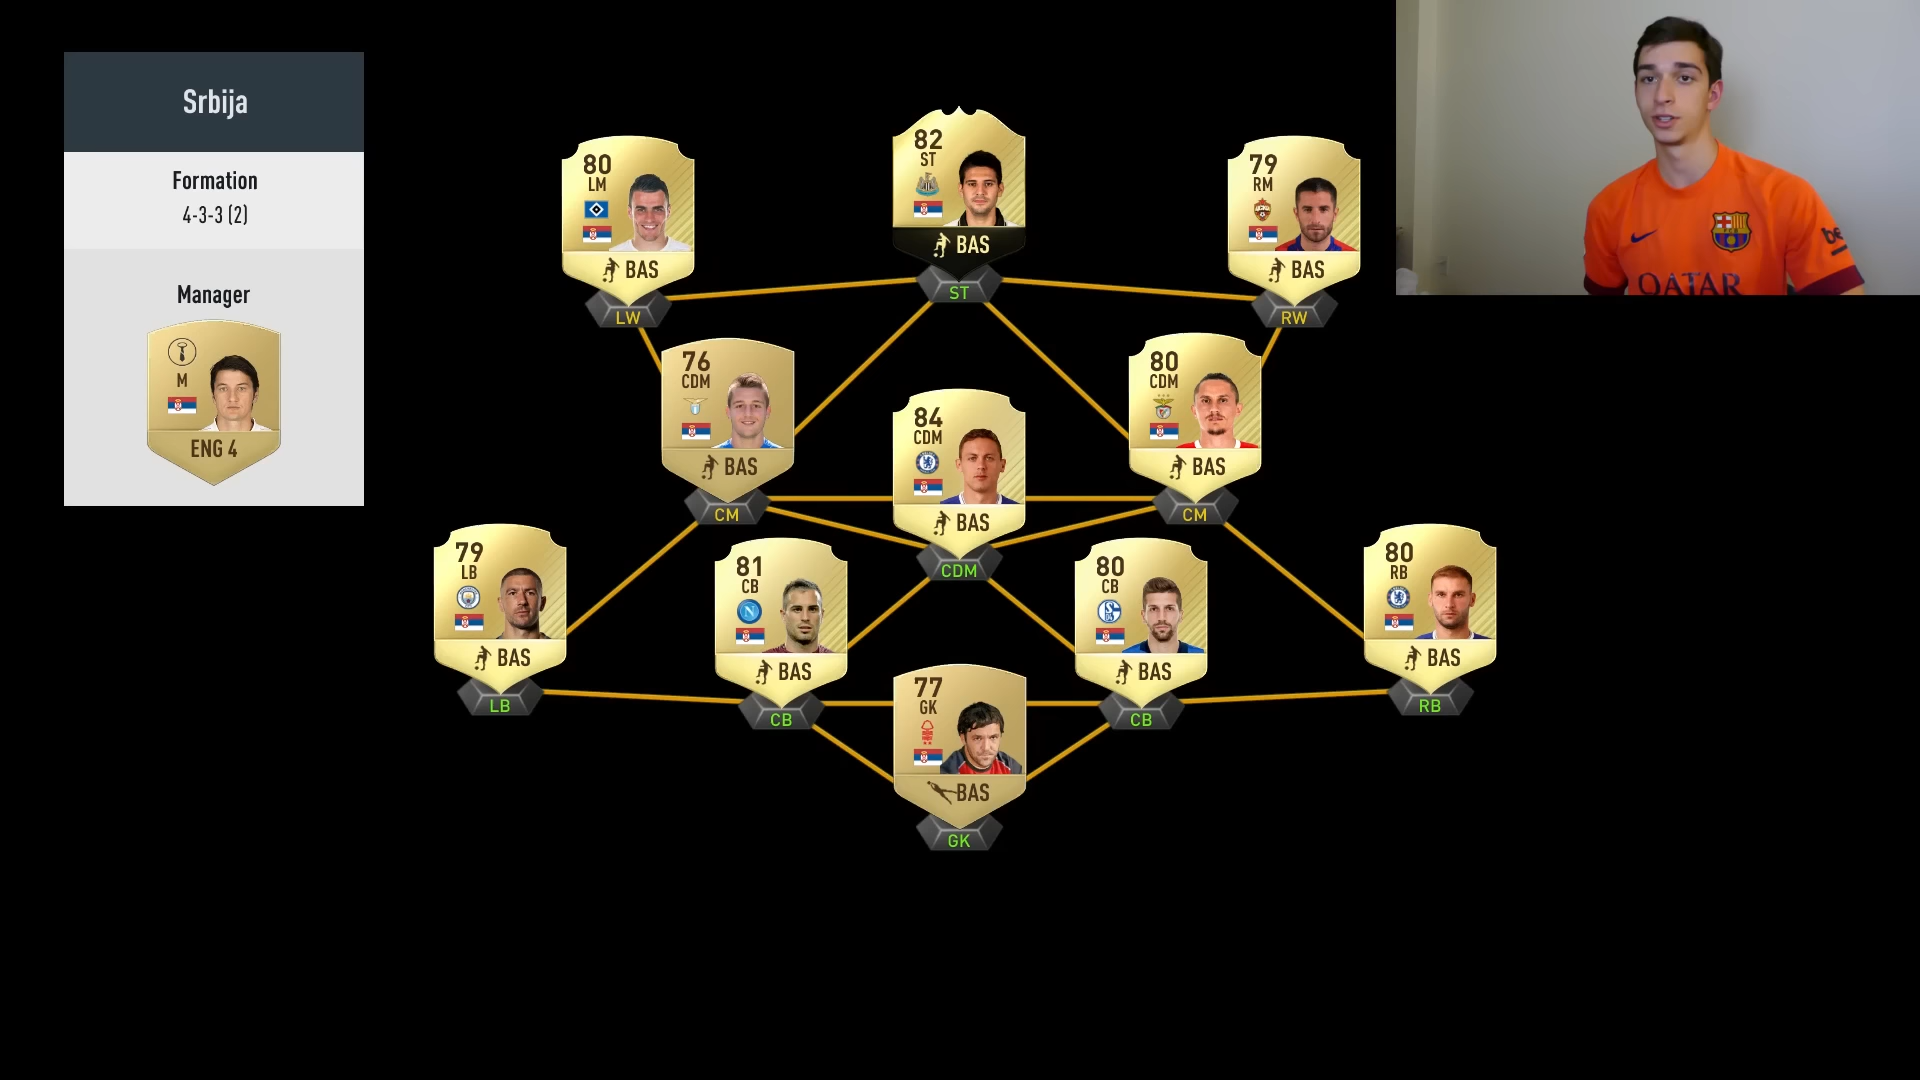 Srbija
Formation
4-3-3 (2)
Manager
M
ENG 4
80
LM
BAS
LW
82
ST
BAS
ST
79
RM
BAS
RW
76
CDM
BAS
CM
84
CDM
BAS
CDM
80
CDM
BAS
CM
79
LB
BAS
LB
81
CB
BAS
CB
80
CB
BAS
CB
80
RB
BAS
RB
77
GK
BAS
GK
QATAR
be